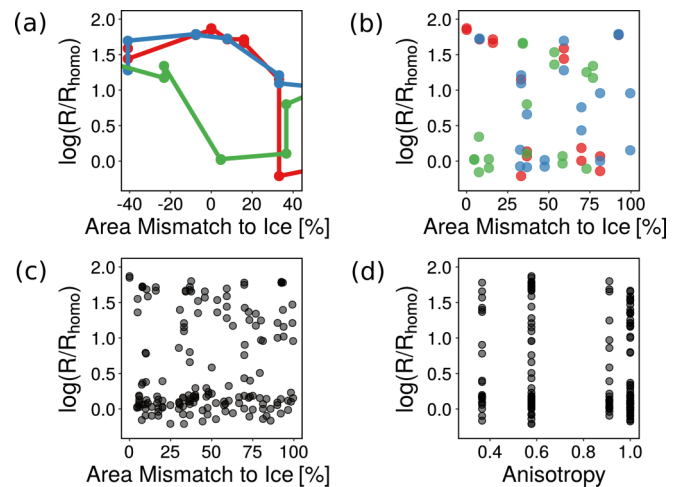 (a)
log(R/R_homo)
2.0
1.5
1.0
0.5
0.0
-40 -20 0 20 40
Area Mismatch to Ice [%]
(b)
log(R/R_homo)
2.0
1.5
1.0
0.5
0.0
0 25 50 75 100
Area Mismatch to Ice [%]
(c)
log(R/R_homo)
2.0
1.5
1.0
0.5
0.0
0 25 50 75 100
Area Mismatch to Ice [%]
(d)
log(R/R_homo)
2.0
1.5
1.0
0.5
0.0
0.4 0.6 0.8 1.0
Anisotropy